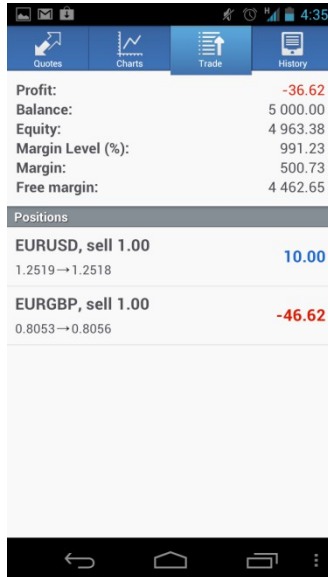 H 4:35
Quotes Charts Trade History
Profit: -36.62
Balance: 5 000.00
Equity: 4 963.38
Margin Level (%): 991.23
Margin: 500.73
Free margin: 4 462.65
Positions
EURUSD, sell 1.00 10.00
1.2519→1.2518
EURGBP, sell 1.00 -46.62
0.8053→0.8056